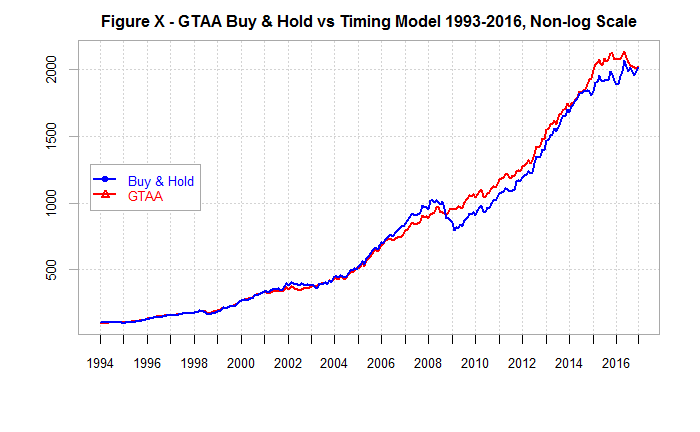 Figure X - GTAA Buy & Hold vs Timing Model 1993-2016, Non-log Scale
2000
1500
1000
500
Buy & Hold
GTAA
1994 1996 1998 2000 2002 2004 2006 2008 2010 2012 2014 2016